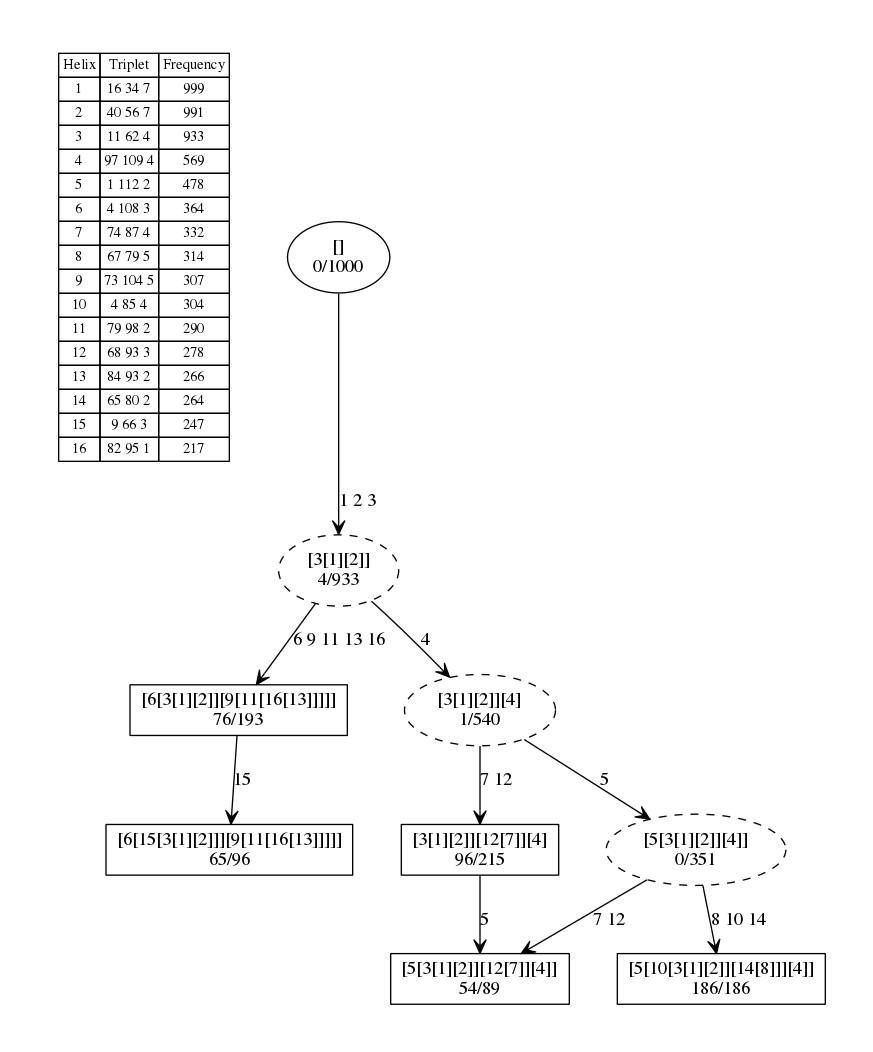 Helix Triplet Frequency
1 16 34 7 999
2 40 56 7 991
3 11 62 4 933
4 97 109 4 569
5 1 112 2 478
6 4 108 3 364
7 74 87 4 332
8 67 79 5 314
9 73 104 5 307
10 4 85 4 304
11 79 98 2 290
12 68 93 3 278
13 84 93 2 266
14 65 80 2 264
15 9 66 3 247
16 82 95 1 217
[]
0/1000
1 2 3
[3[1][2]]
4/933
6 9 11 13 16
4
[6[3[1][2]][9[11[16[13]]]]]
76/193
[3[1][2]][4]
1/540
15
7 12
5
[6[15[3[1][2]]][9[11[16[13]]]]]
65/96
[3[1][2]][12[7]][4]
96/215
[5[3[1][2]][4]]
0/351
5
7 12
8 10 14
[5[3[1][2]][12[7]][4]]
54/89
[5[10[3[1][2]][14[8]]][4]]
186/186